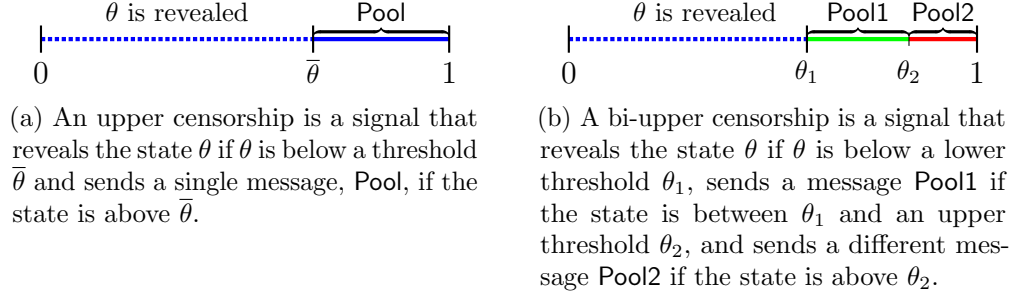 θ is revealed
Pool
0
θ̅
1
(a) An upper censorship is a signal that
reveals the state θ if θ is below a threshold
θ̅ and sends a single message, Pool, if the
state is above θ̅.
θ is revealed
Pool1
Pool2
0
θ₁
θ₂
1
(b) A bi-upper censorship is a signal that
reveals the state θ if θ is below a lower
threshold θ₁, sends a message Pool1 if
the state is between θ₁ and an upper
threshold θ₂, and sends a different mes-
sage Pool2 if the state is above θ₂.